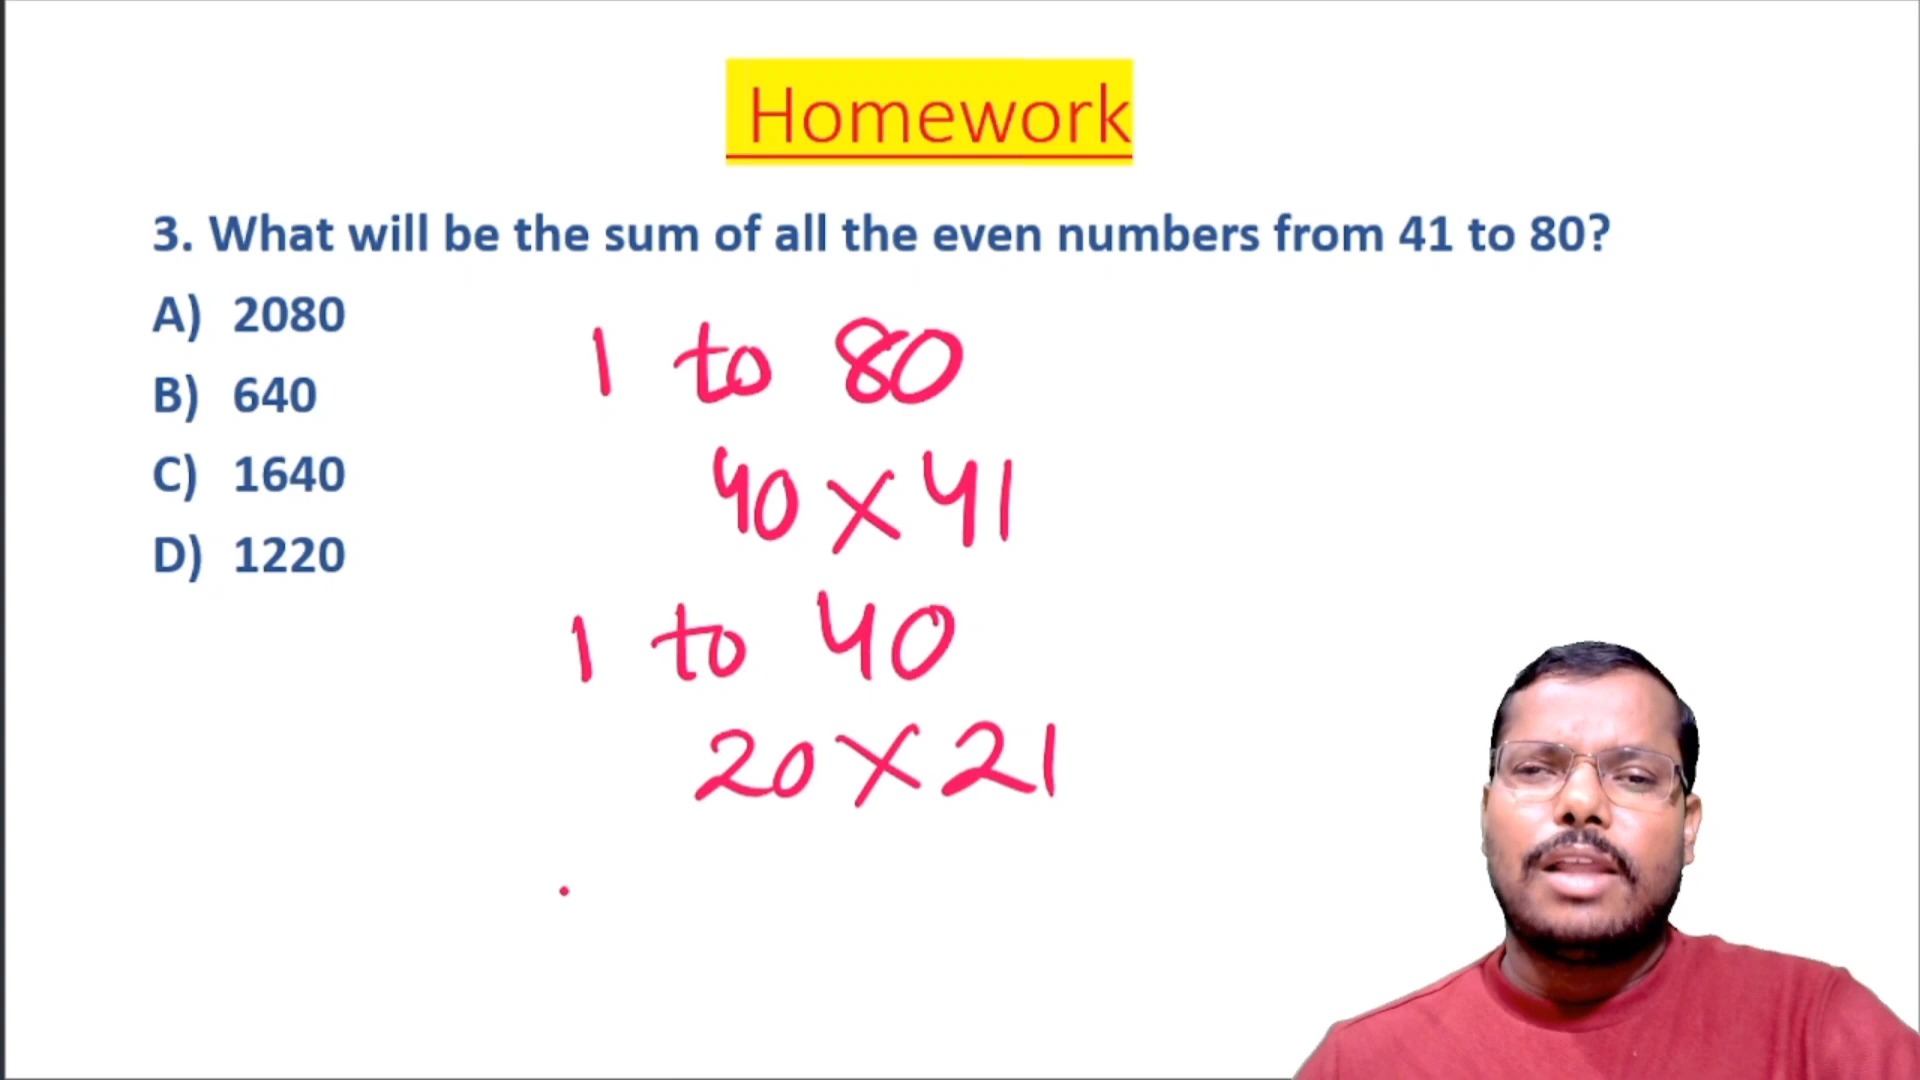 Homework
3. What will be the sum of all the even numbers from 41 to 80?
A) 2080
B) 640
C) 1640
D) 1220
1 to 80
40 × 41
1 to 40
20 × 21